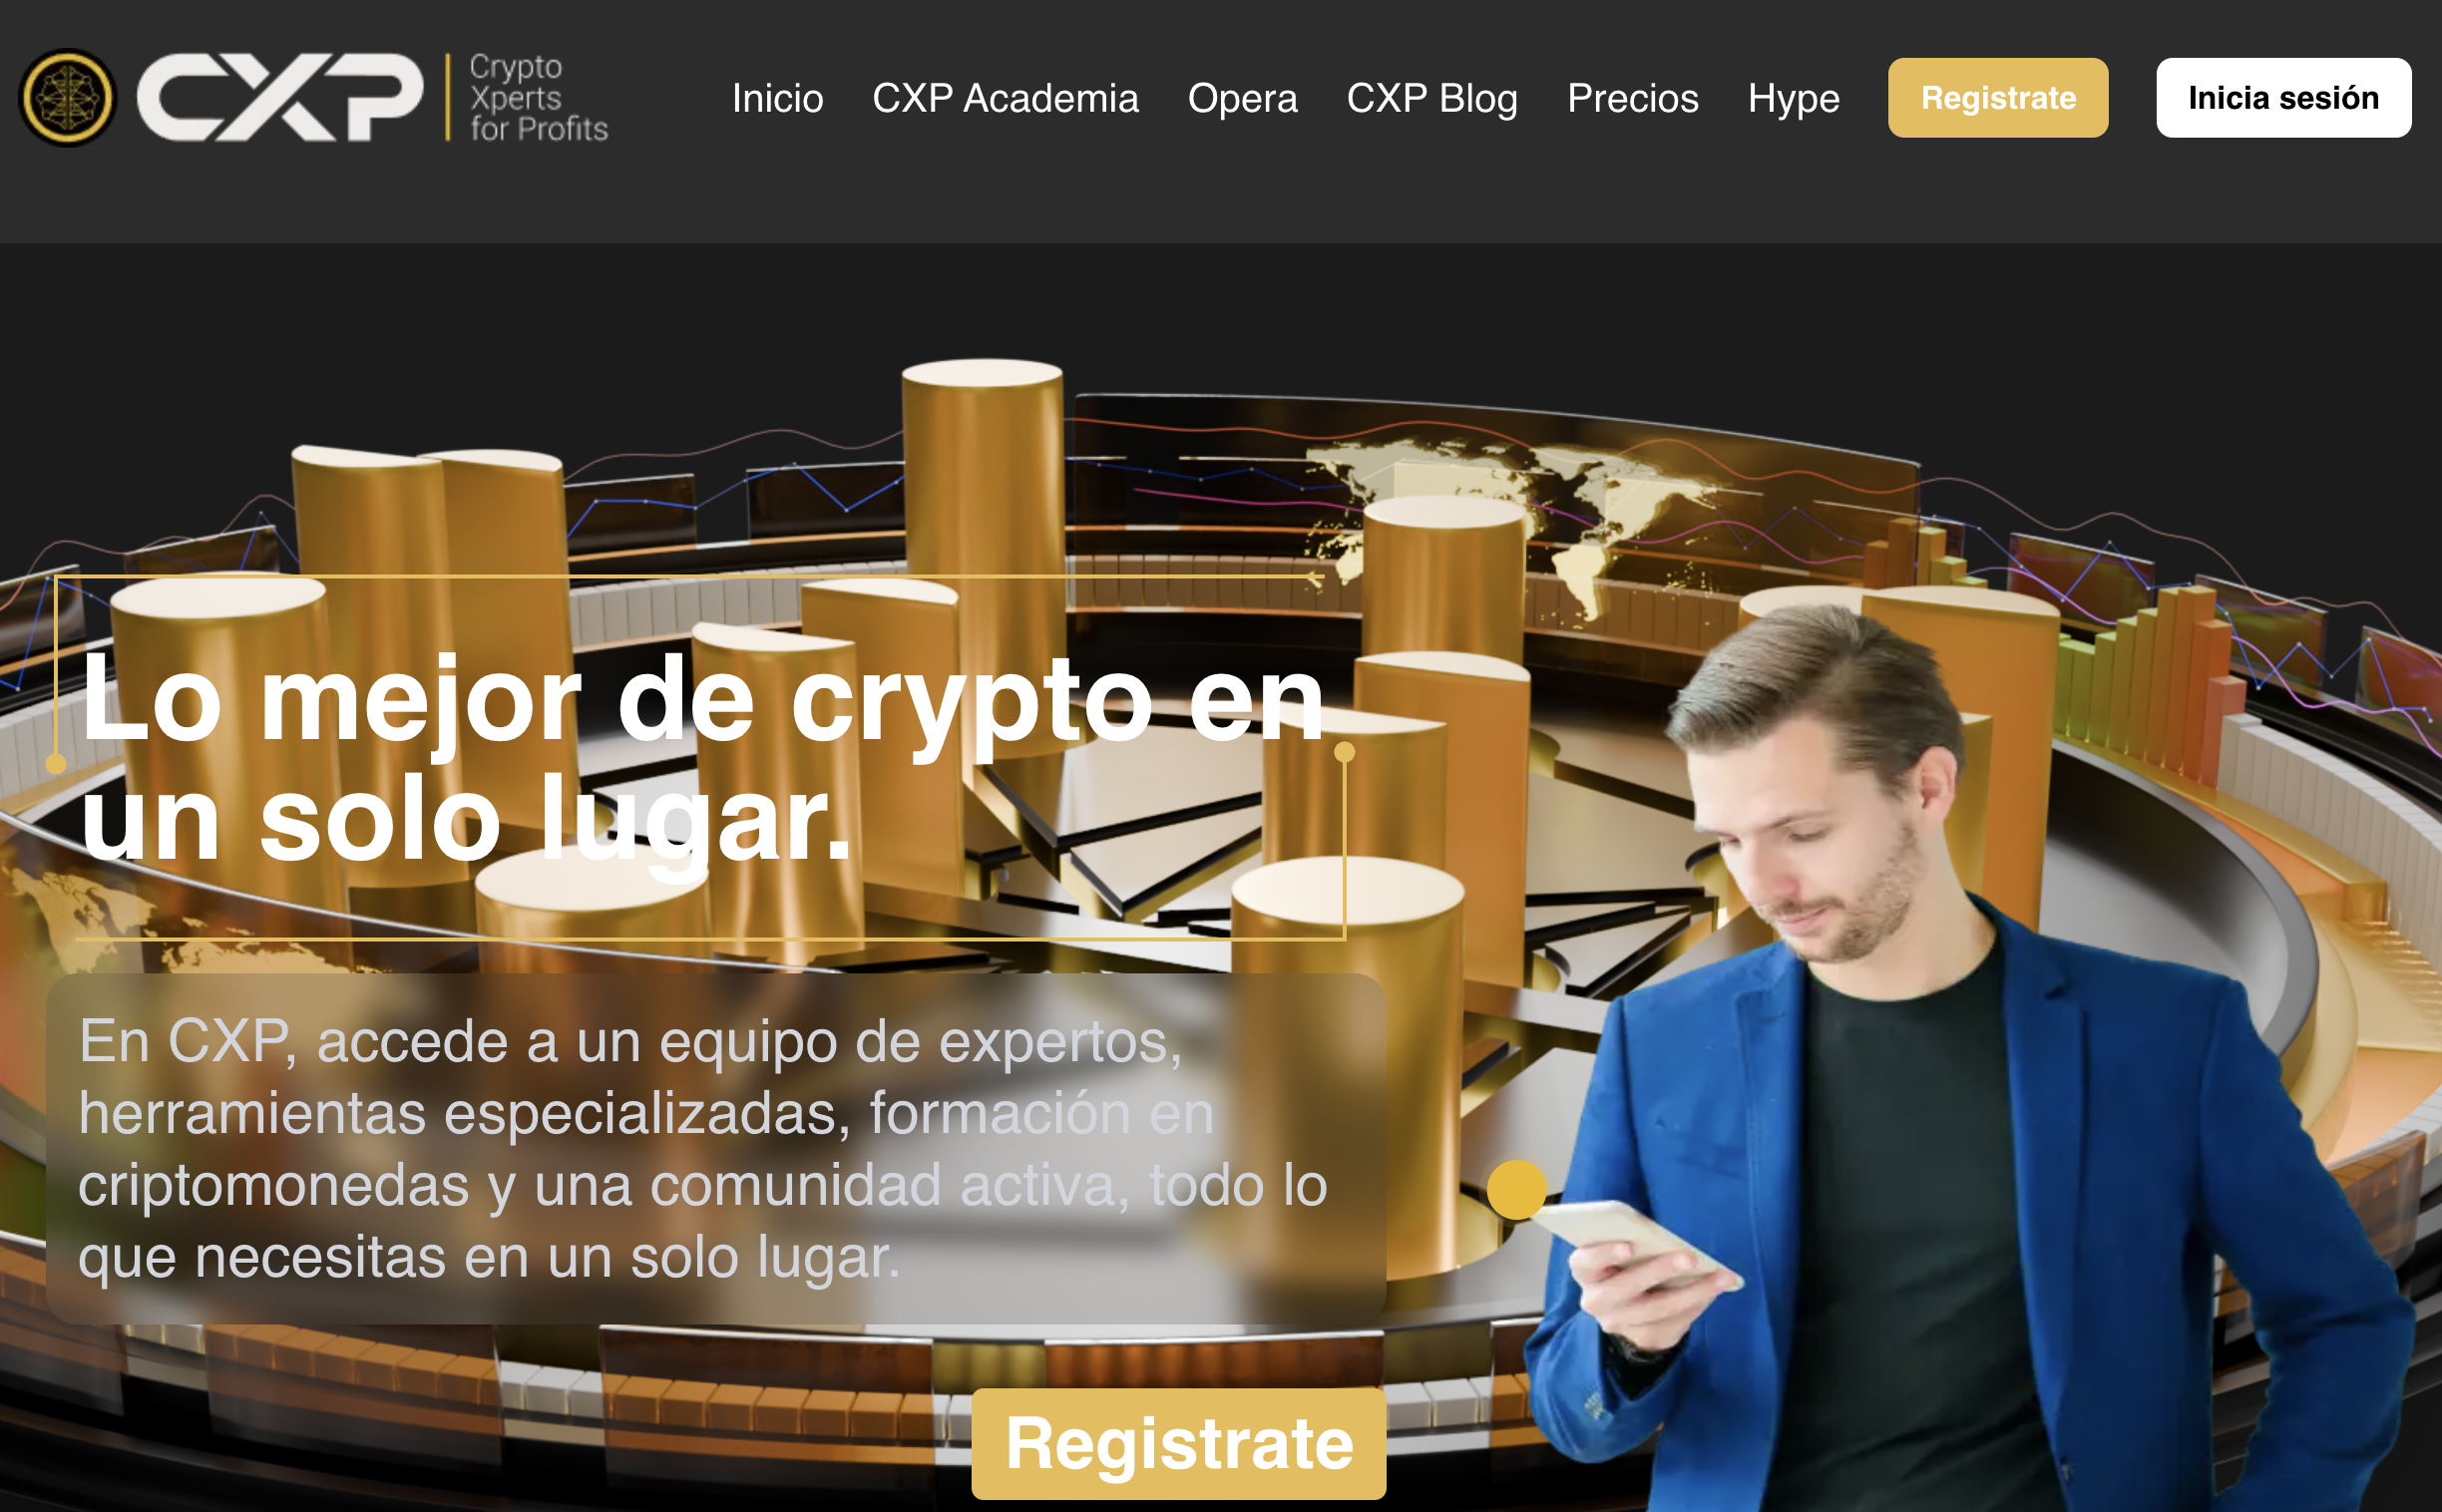 CXP
Crypto
Xperts
for Profits
Inicio
CXP Academia
Opera
CXP Blog
Precios
Hype
Registrate
Inicia sesión
Lo mejor de crypto en
un solo lugar.
En CXP, accede a un equipo de expertos,
herramientas especializadas, formación en
criptomonedas y una comunidad activa, todo lo
que necesitas en un solo lugar.
Registrate